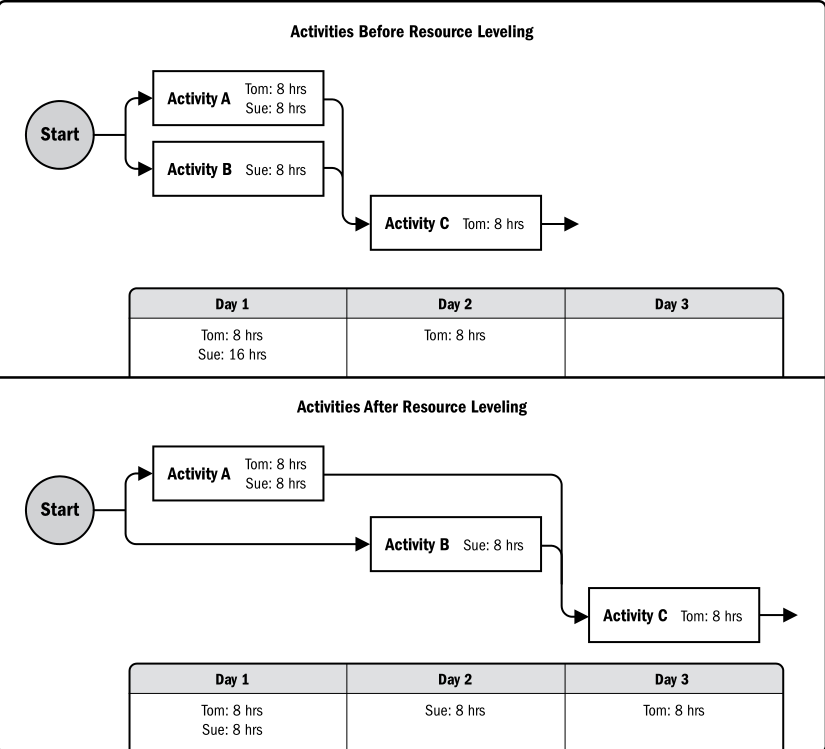 Activities Before Resource Leveling
Start
Activity A
Tom: 8 hrs
Sue: 8 hrs
Activity B Sue: 8 hrs
Activity C Tom: 8 hrs
Day 1 Day 2 Day 3
Tom: 8 hrs Tom: 8 hrs
Sue: 16 hrs
Activities After Resource Leveling
Start
Activity A
Tom: 8 hrs
Sue: 8 hrs
Activity B Sue: 8 hrs
Activity C Tom: 8 hrs
Day 1 Day 2 Day 3
Tom: 8 hrs Sue: 8 hrs Tom: 8 hrs
Sue: 8 hrs